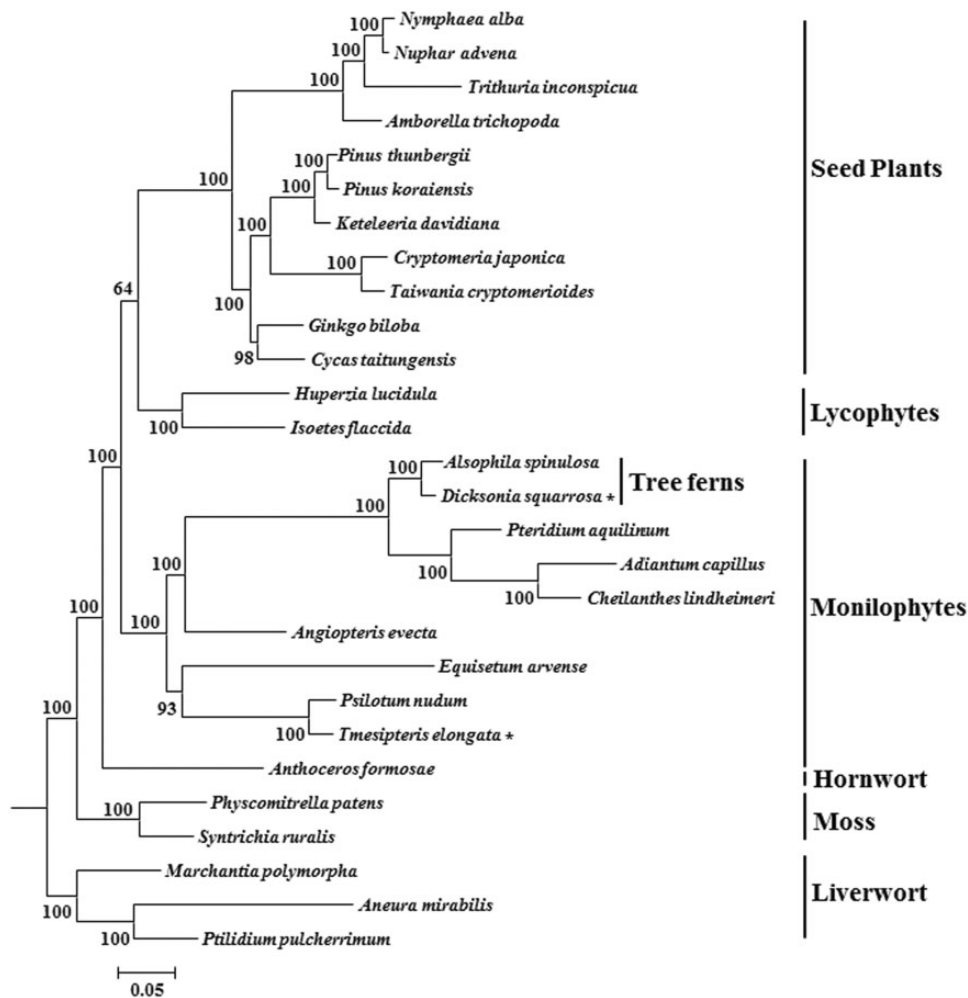 100 Nymphaea alba
100 Nuphar advena
100 Trithuria inconspicua
Amborella trichopoda
100 Pinus thunbergii
100 100 Pinus koraiensis
Seed Plants
100 Keteleeria davidiana
100 Cryptomeria japonica
64 100 Taiwania cryptomerioides
Ginkgo biloba
98 Cycas taitungensis
Huperzia lucidula
100 Isoetes flaccida
Lycophytes
100 100 Alsophila spinulosa
100 Dicksonia squarrosa *
Tree ferns
Pteridium aquilinum
100 Adiantum capillus
100 100 Cheilanthes lindheimeri
Monilophytes
100 100 Angiopteris evecta
Equisetum arvense
100 93 Psilotum nudum
100 Tmesipteris elongata *
Anthoceros formosae
Hornwort
100 Physcomitrella patens
Syntrichia ruralis
Moss
Marchantia polymorpha
100 Aneura mirabilis
Liverwort
100 Ptilidium pulcherrimum
0.05